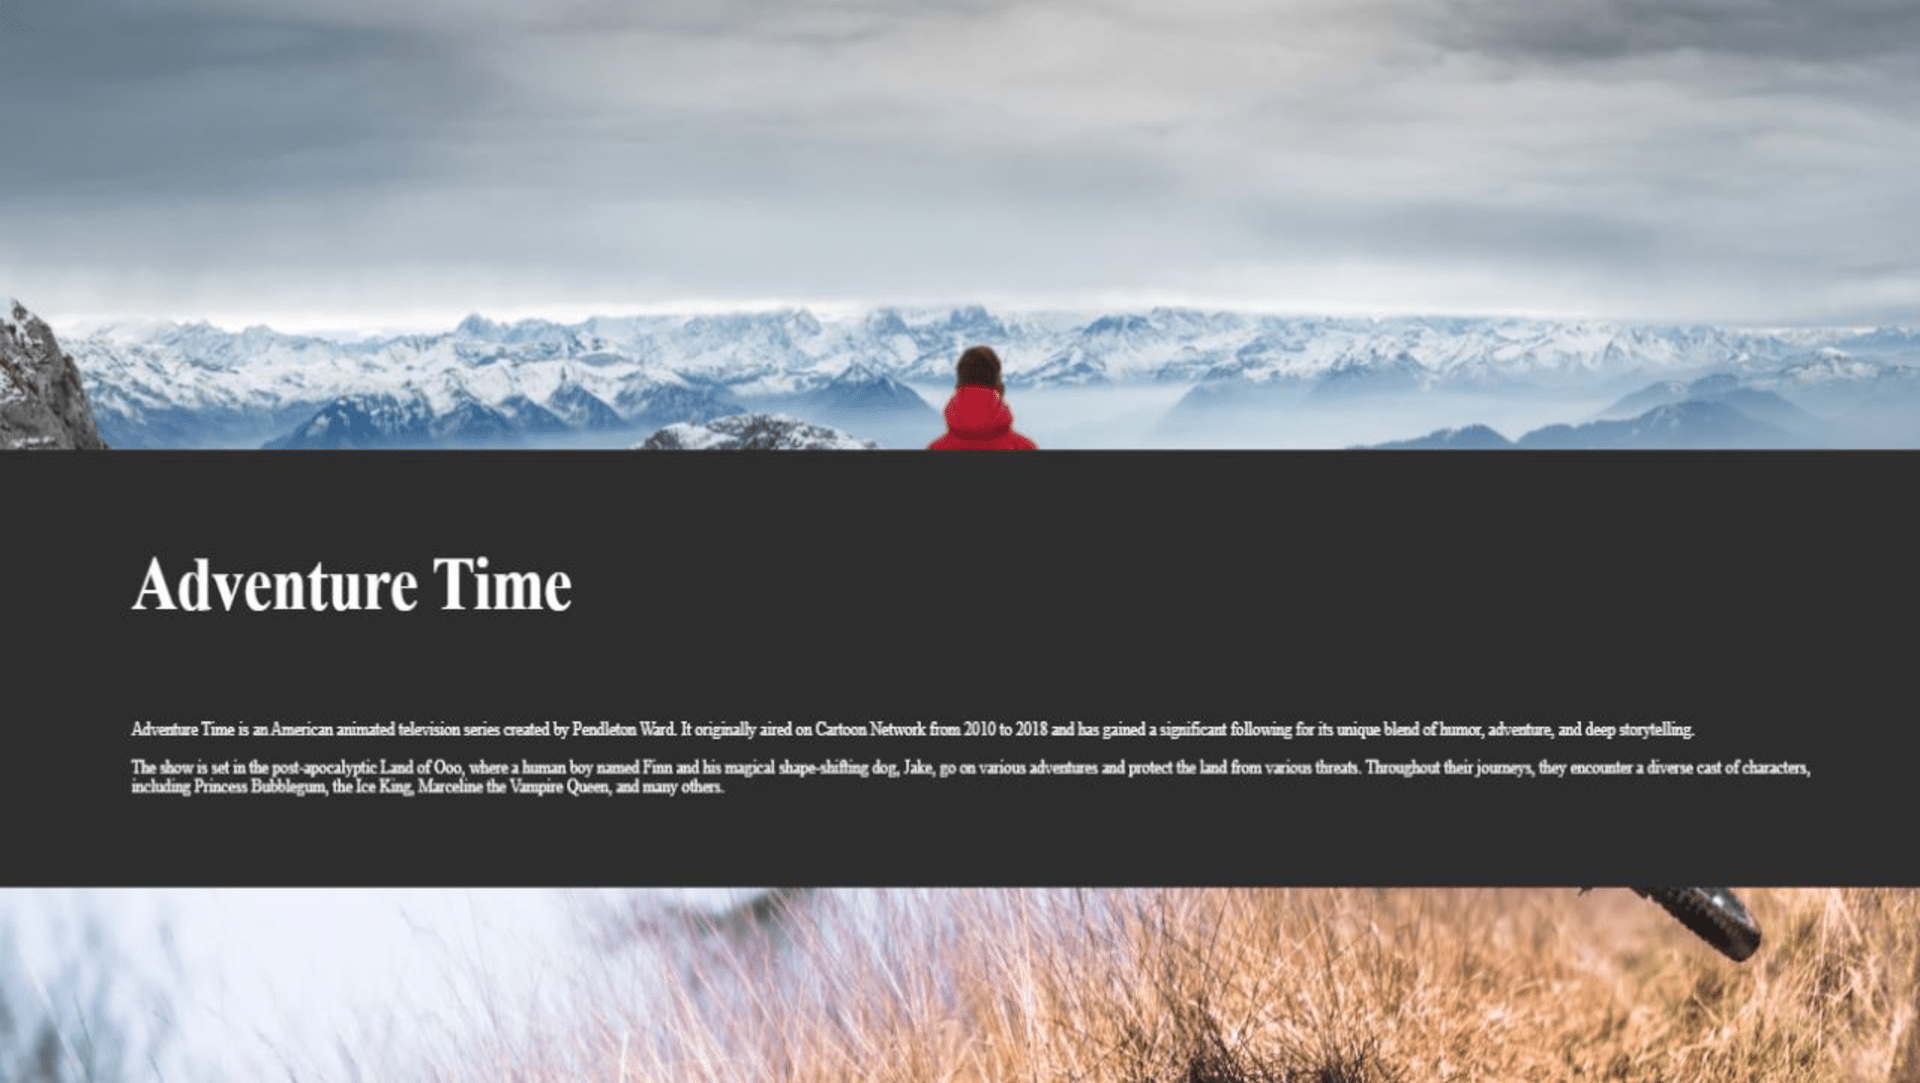 Adventure Time
Adventure Time is an American animated television series created by Pendleton Ward. It originally aired on Cartoon Network from 2010 to 2018 and has gained a significant following for its unique blend of humor, adventure, and deep storytelling.
The show is set in the post-apocalyptic Land of Ooo, where a human boy named Finn and his magical shape-shifting dog, Jake, go on various adventures and protect the land from various threats. Throughout their journeys, they encounter a diverse cast of characters,
including Princess Bubblegum, the Ice King, Marceline the Vampire Queen, and many others.